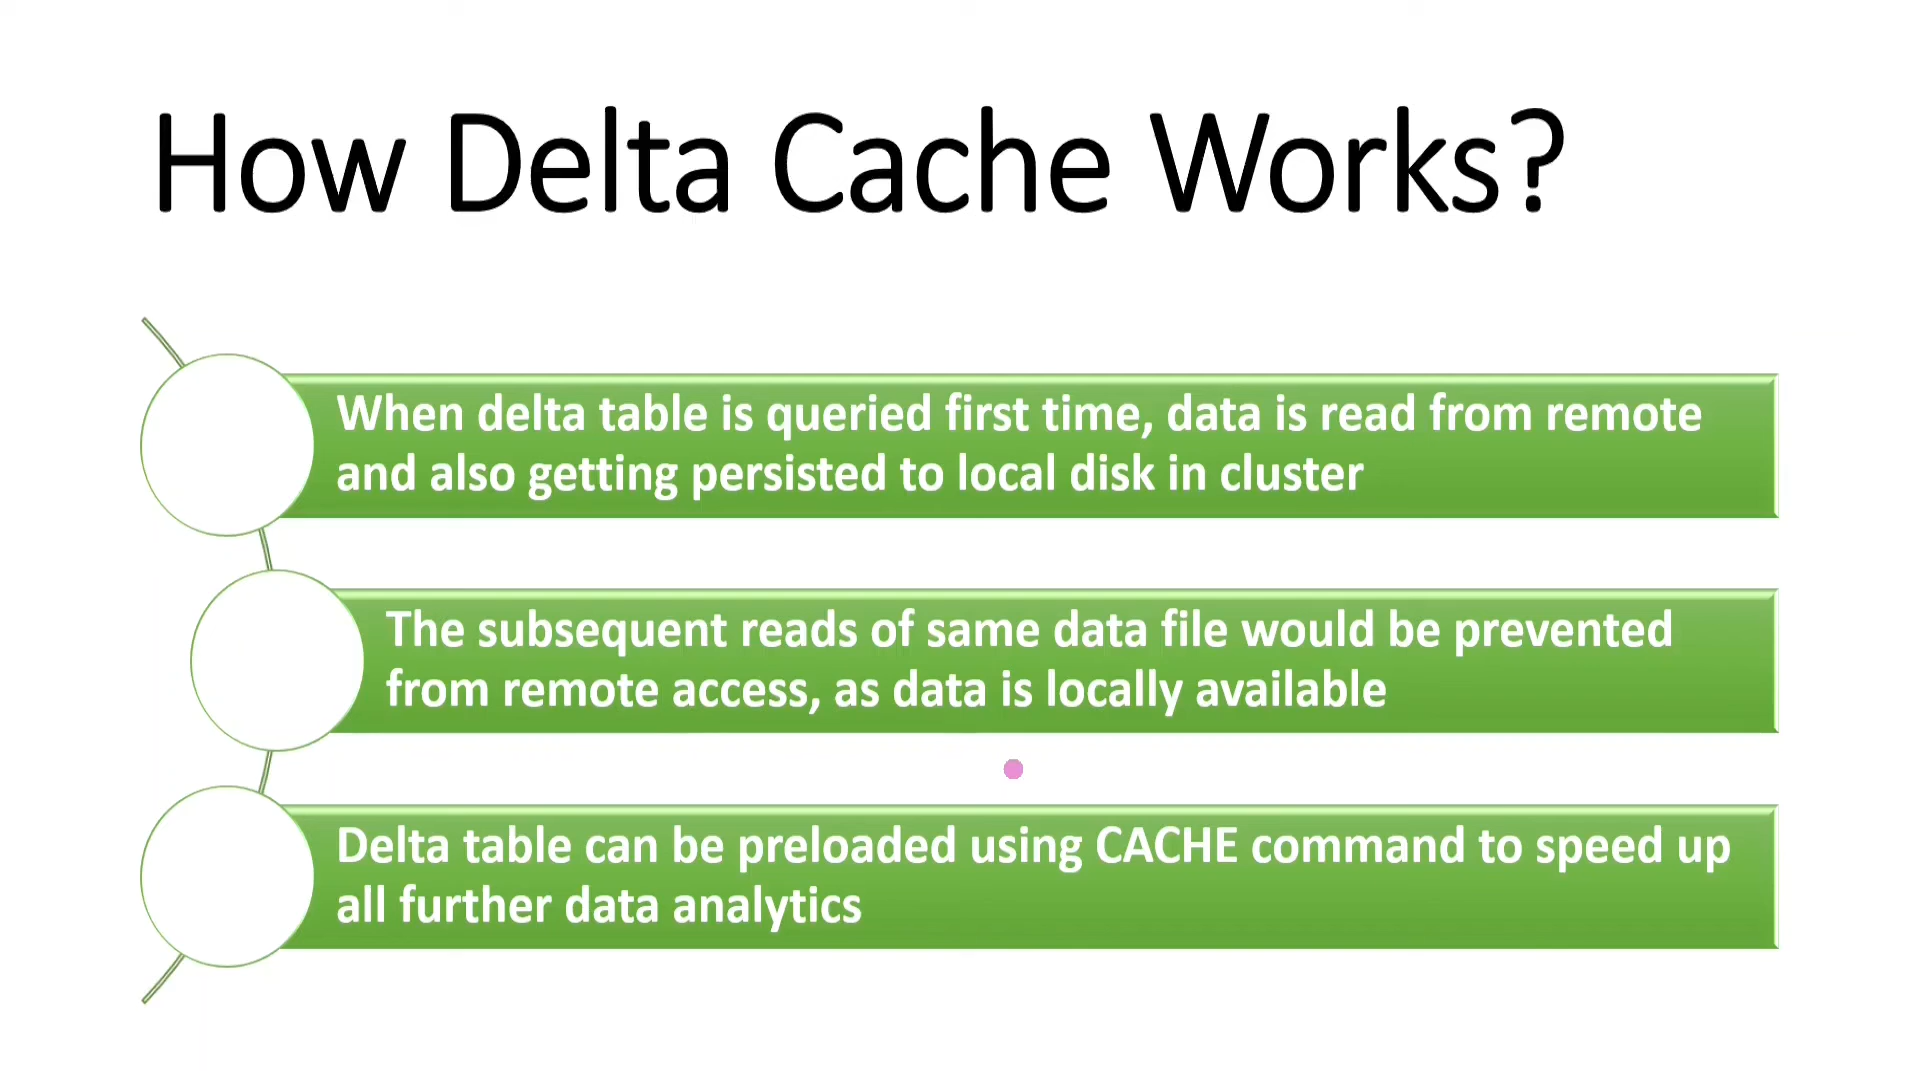 How Delta Cache Works?
When delta table is queried first time, data is read from remote
and also getting persisted to local disk in cluster
The subsequent reads of same data file would be prevented
from remote access, as data is locally available
Delta table can be preloaded using CACHE command to speed up
all further data analytics